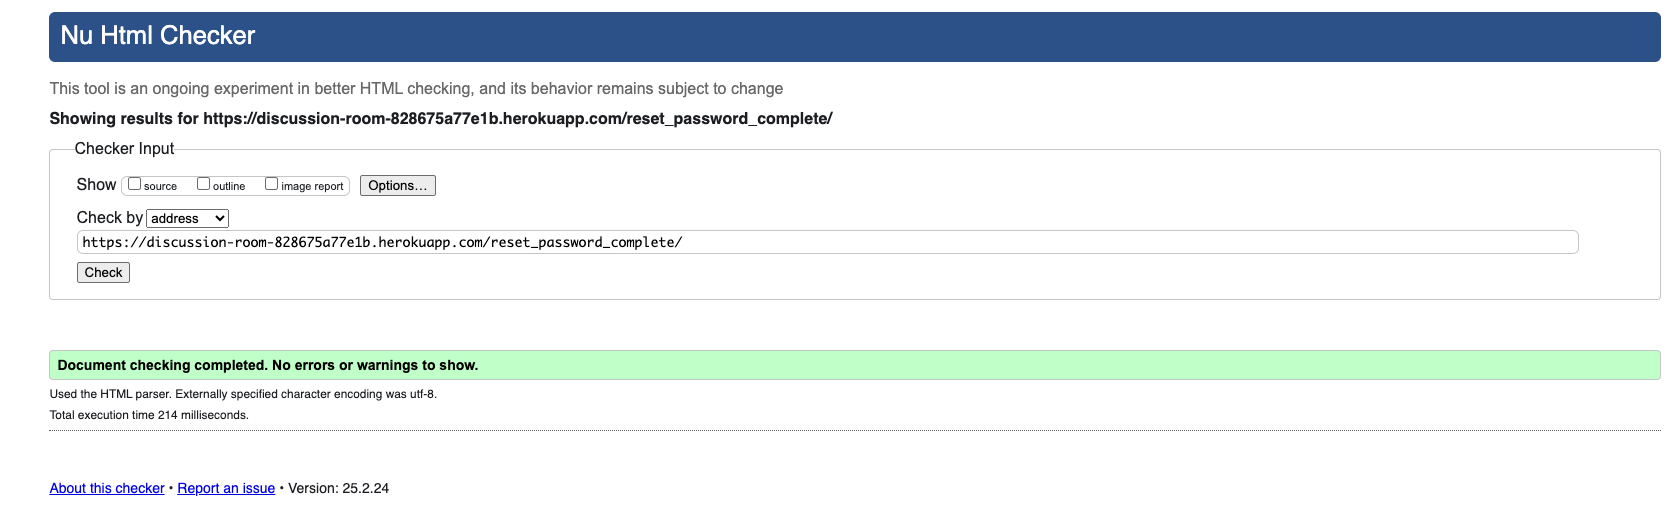 Nu Html Checker
This tool is an ongoing experiment in better HTML checking, and its behavior remains subject to change
Showing results for https://discussion-room-828675a77e1b.herokuapp.com/reset_password_complete/
Checker Input
Show source outline image report Options...
Check by address
https://discussion-room-828675a77e1b.herokuapp.com/reset_password_complete/
Check
Document checking completed. No errors or warnings to show.
Used the HTML parser. Externally specified character encoding was utf-8.
Total execution time 214 milliseconds.
About this checker • Report an issue • Version: 25.2.24